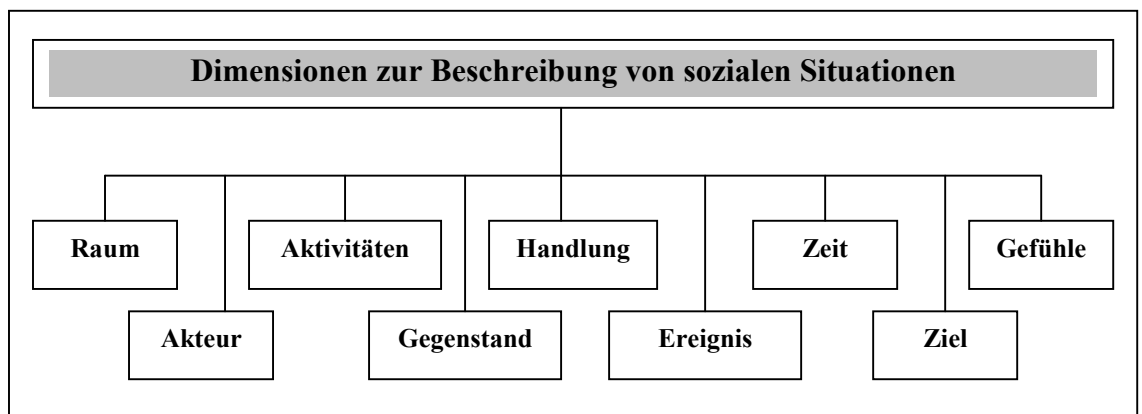 Dimensionen zur Beschreibung von sozialen Situationen
Raum
Aktivitäten
Handlung
Zeit
Gefühle
Akteur
Gegenstand
Ereignis
Ziel